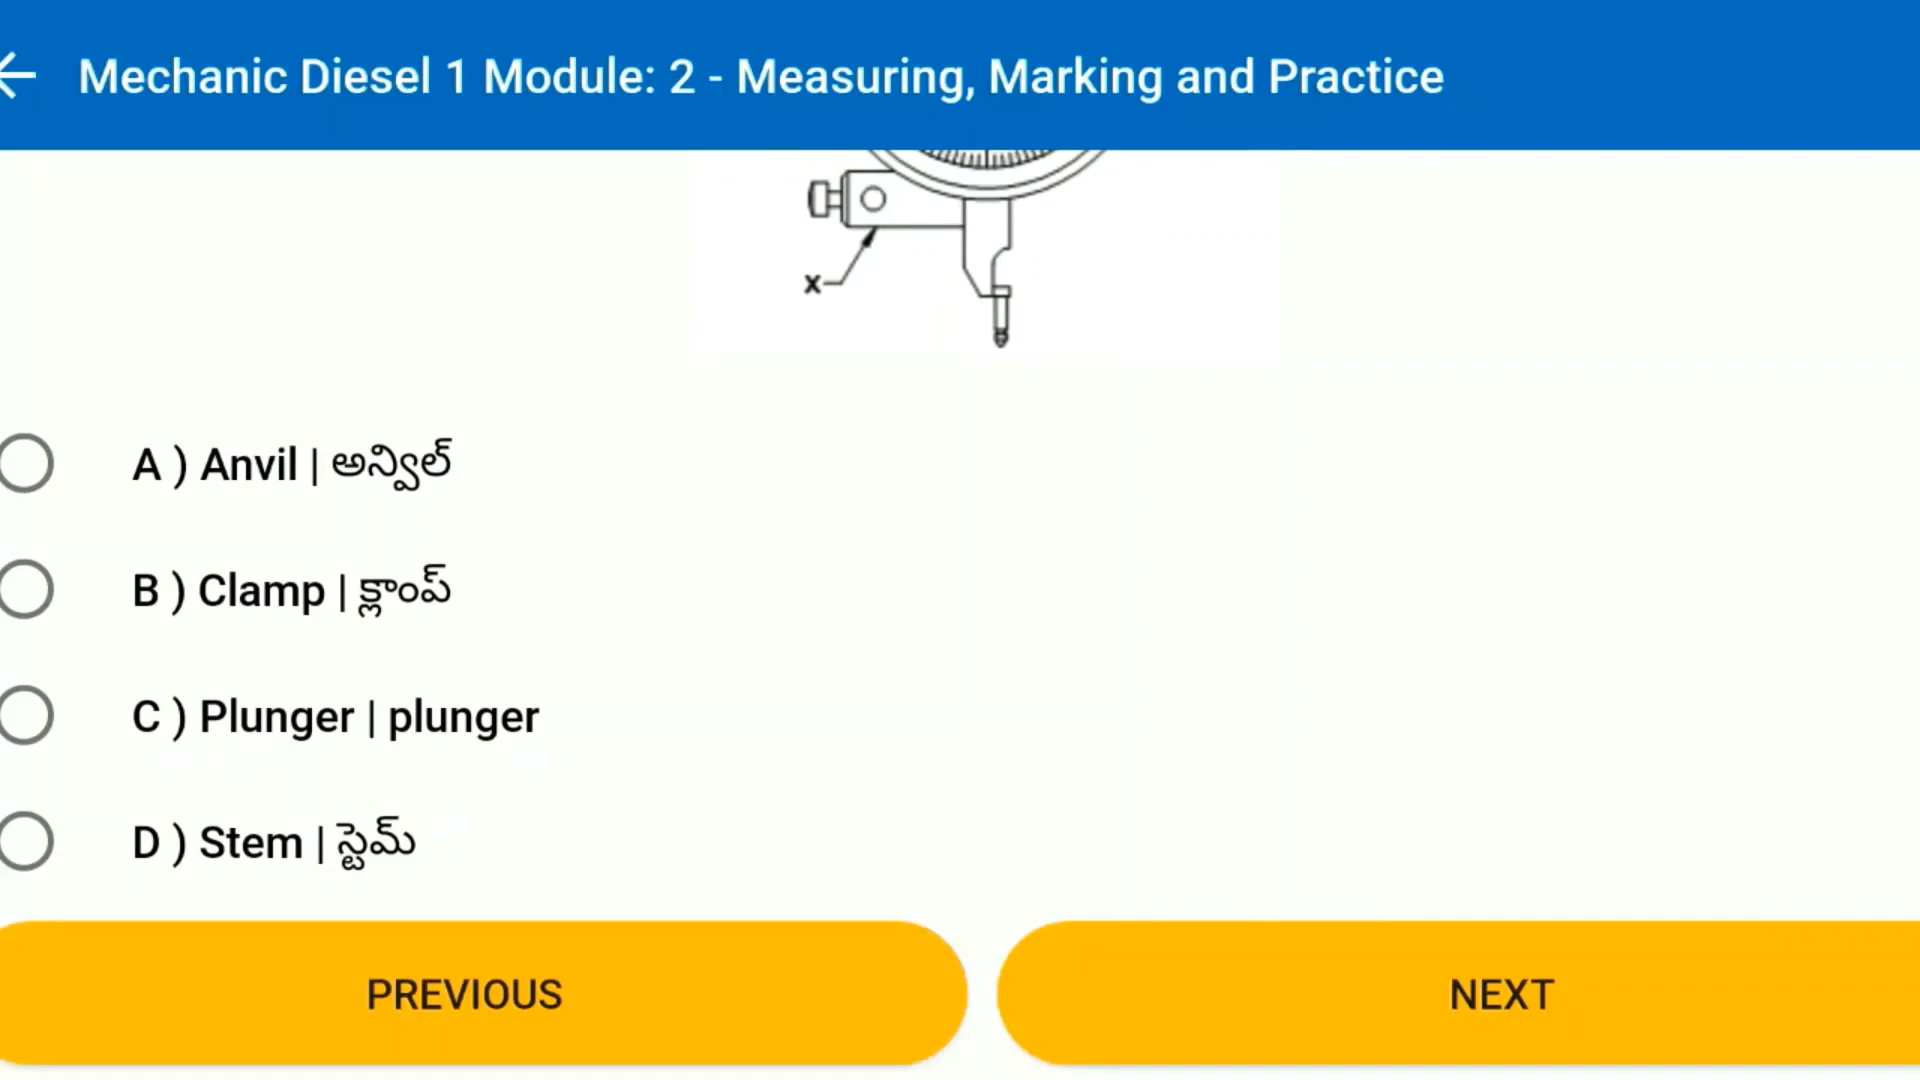 Mechanic Diesel 1 Module: 2 - Measuring, Marking and Practice
x
A ) Anvil | అన్విల్
B ) Clamp | క్లాంప్
C ) Plunger | plunger
D ) Stem | స్టెమ్
PREVIOUS
NEXT